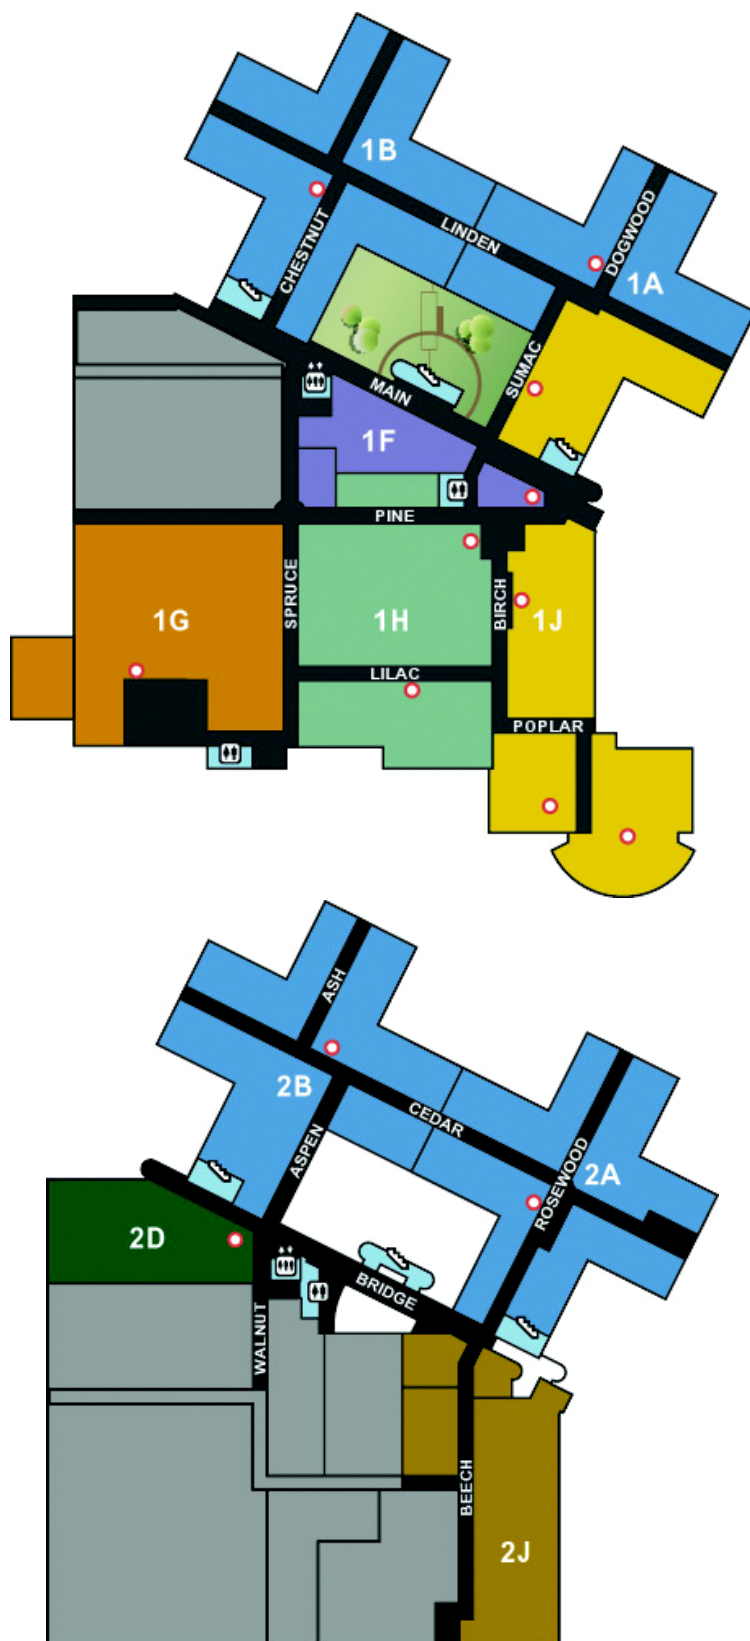 1B
LINDEN
DOGWOOD
CHESTNUT
1A
SUMAC
MAIN
1F
PINE
SPRUCE
BIRCH
1G
1H
1J
LILAC
POPLAR
ASH
2B
CEDAR
ASPEN
ROSEWOOD
2A
2D
BRIDGE
WALNUT
BEECH
2J